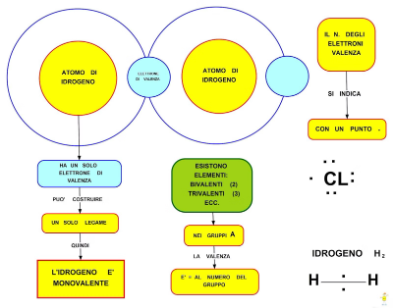 ATOMO DI
IDROGENO
ELETTRONE
DI VALENZA
ATOMO DI
IDROGENO
IL N. DEGLI
ELETTRONI
VALENZA
SI INDICA
CON UN PUNTO .
HA UN SOLO
ELETTRONE DI
VALENZA
PUO' COSTRUIRE
UN SOLO LEGAME
QUINDI
L'IDROGENO E'
MONOVALENTE
ESISTONO
ELEMENTI:
BIVALENTI (2)
TRIVALENTI (3)
ECC.
NEI GRUPPI A
LA VALENZA
E' = AL NUMERO DEL
GRUPPO
CL
IDROGENO H2
H — H